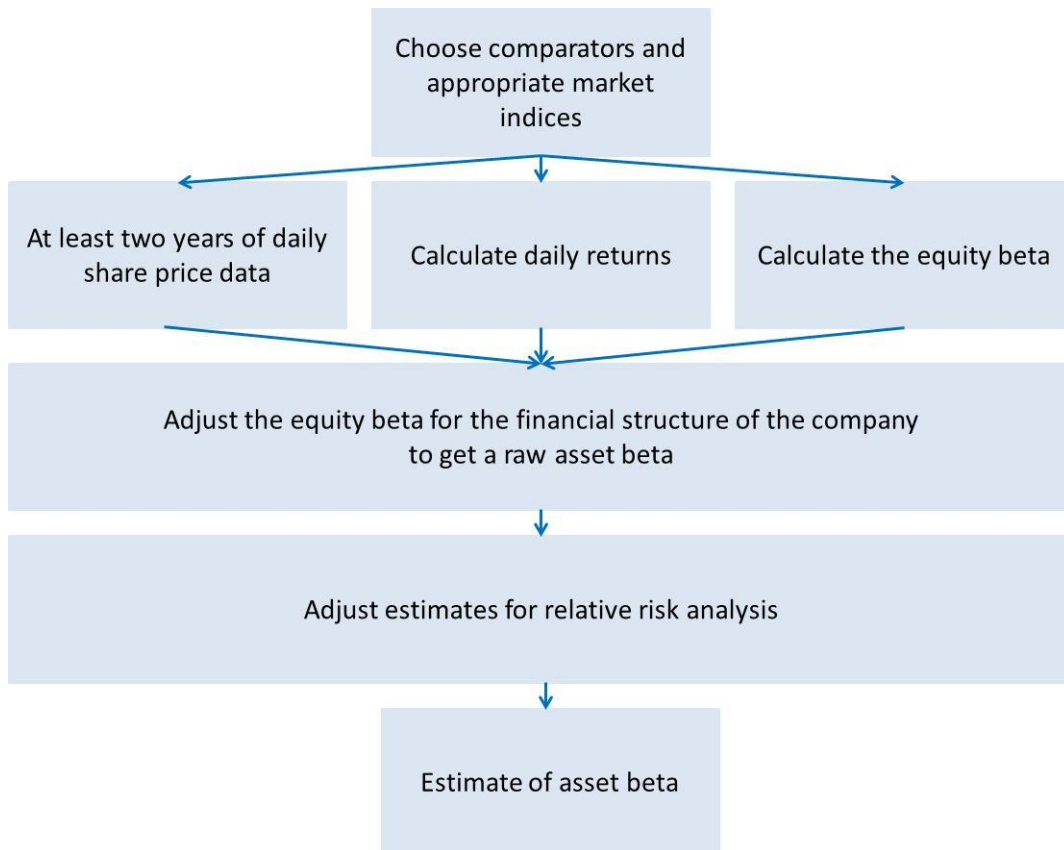 Choose comparators and
appropriate market
indices
At least two years of daily
share price data
Calculate daily returns
Calculate the equity beta
Adjust the equity beta for the financial structure of the company
to get a raw asset beta
Adjust estimates for relative risk analysis
Estimate of asset beta